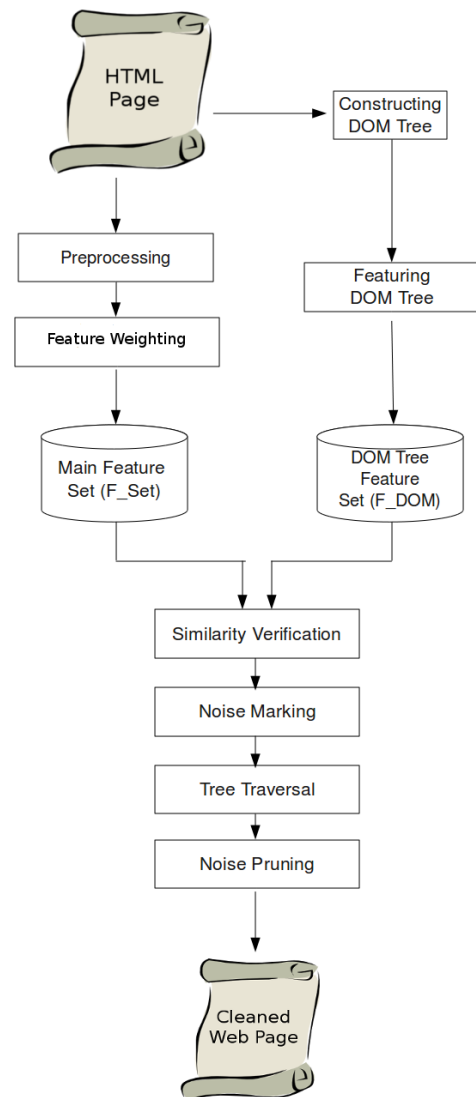 HTML
Page
Constructing
DOM Tree
Preprocessing
Featuring
DOM Tree
Feature Weighting
Main Feature
Set (F_Set)
DOM Tree
Feature
Set (F_DOM)
Similarity Verification
Noise Marking
Tree Traversal
Noise Pruning
Cleaned
Web Page